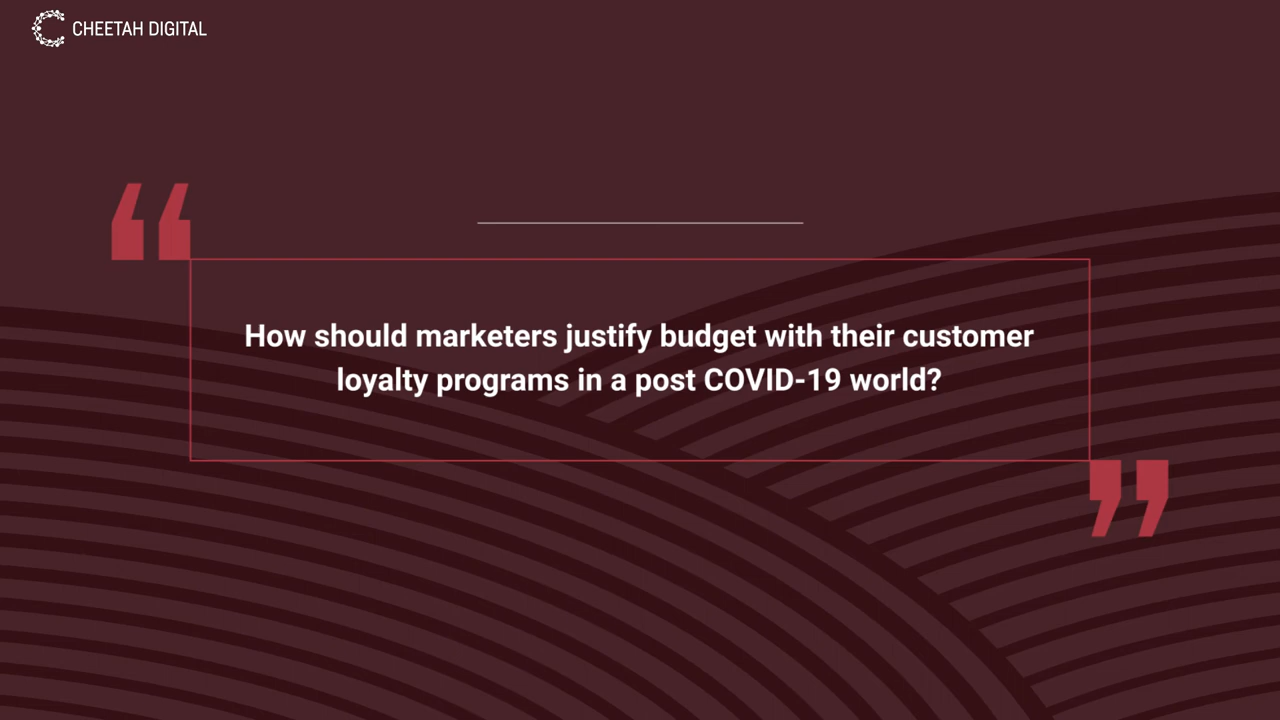 CHEETAH DIGITAL
“
How should marketers justify budget with their customer
loyalty programs in a post COVID-19 world?
”